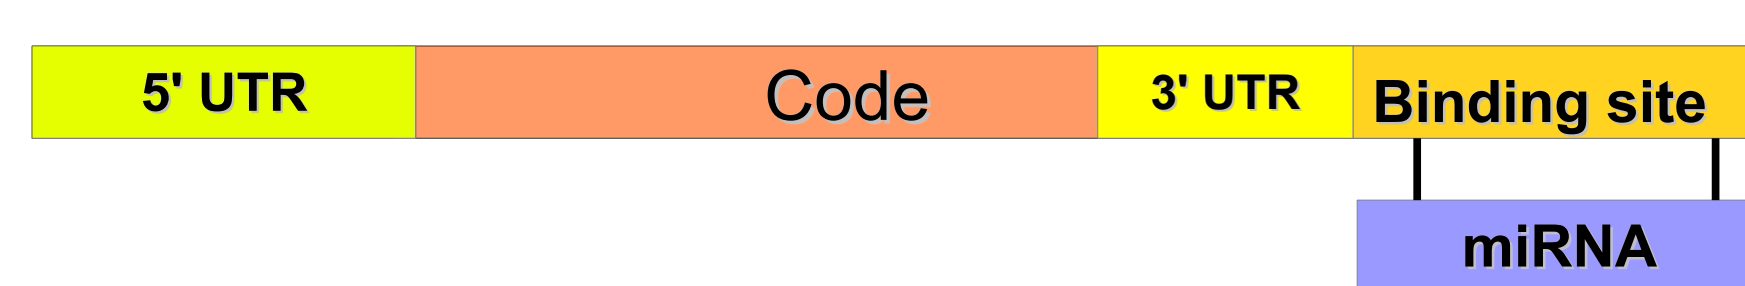 5' UTR
Code
3' UTR
Binding site
miRNA